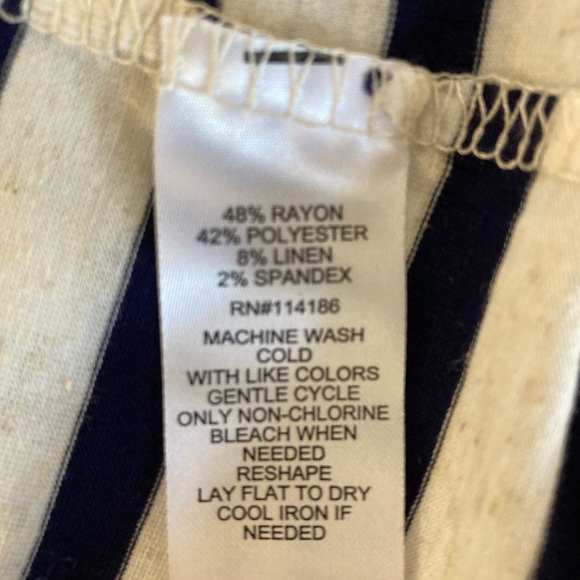 48% RAYON
42% POLYESTER
8% LINEN
2% SPANDEX
RN#114186
MACHINE WASH
COLD
WITH LIKE COLORS
GENTLE CYCLE
ONLY NON-CHLORINE
BLEACH WHEN
NEEDED
RESHAPE
LAY FLAT TO DRY
COOL IRON IF
NEEDED